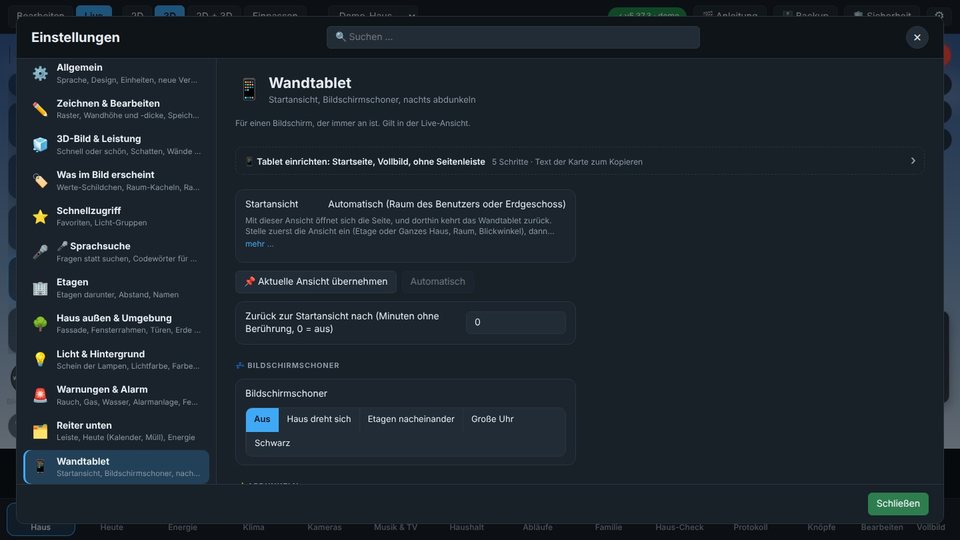 Einstellungen
🔍 Suchen ...
✕
Allgemein
Sprache, Design, Einheiten, neue Ver…
Zeichnen & Bearbeiten
Raster, Wandhöhe und -dicke, Speich…
3D-Bild & Leistung
Schnell oder schön, Schatten, Wände …
Was im Bild erscheint
Werte-Schildchen, Raum-Kacheln, Ra…
Schnellzugriff
Favoriten, Licht-Gruppen
🎤 Sprachsuche
Fragen statt suchen, Codewörter für …
Etagen
Etagen darunter, Abstand, Namen
Haus außen & Umgebung
Fassade, Fensterrahmen, Türen, Erde …
Licht & Hintergrund
Schein der Lampen, Lichtfarbe, Farbe…
Warnungen & Alarm
Rauch, Gas, Wasser, Alarmanlage, Fe…
Reiter unten
Leiste, Heute (Kalender, Müll), Energie
Wandtablet
Startansicht, Bildschirmschoner, nach…
Wandtablet
Startansicht, Bildschirmschoner, nachts abdunkeln
Für einen Bildschirm, der immer an ist. Gilt in der Live-Ansicht.
📱 Tablet einrichten: Startseite, Vollbild, ohne Seitenleiste 5 Schritte · Text der Karte zum Kopieren ›
Startansicht Automatisch (Raum des Benutzers oder Erdgeschoss)
Mit dieser Ansicht öffnet sich die Seite, und dorthin kehrt das Wandtablet zurück.
Stelle zuerst die Ansicht ein (Etage oder Ganzes Haus, Raum, Blickwinkel), dann…
mehr …
📌 Aktuelle Ansicht übernehmen Automatisch
Zurück zur Startansicht nach (Minuten ohne
Berührung, 0 = aus) 0
💤 BILDSCHIRMSCHONER
Bildschirmschoner
Aus Haus dreht sich Etagen nacheinander Große Uhr
Schwarz
Schließen
Haus Heute Energie Klima Kameras Musik & TV Haushalt Abläufe Familie Haus-Check Protokoll Knöpfe Bearbeiten Vollbild